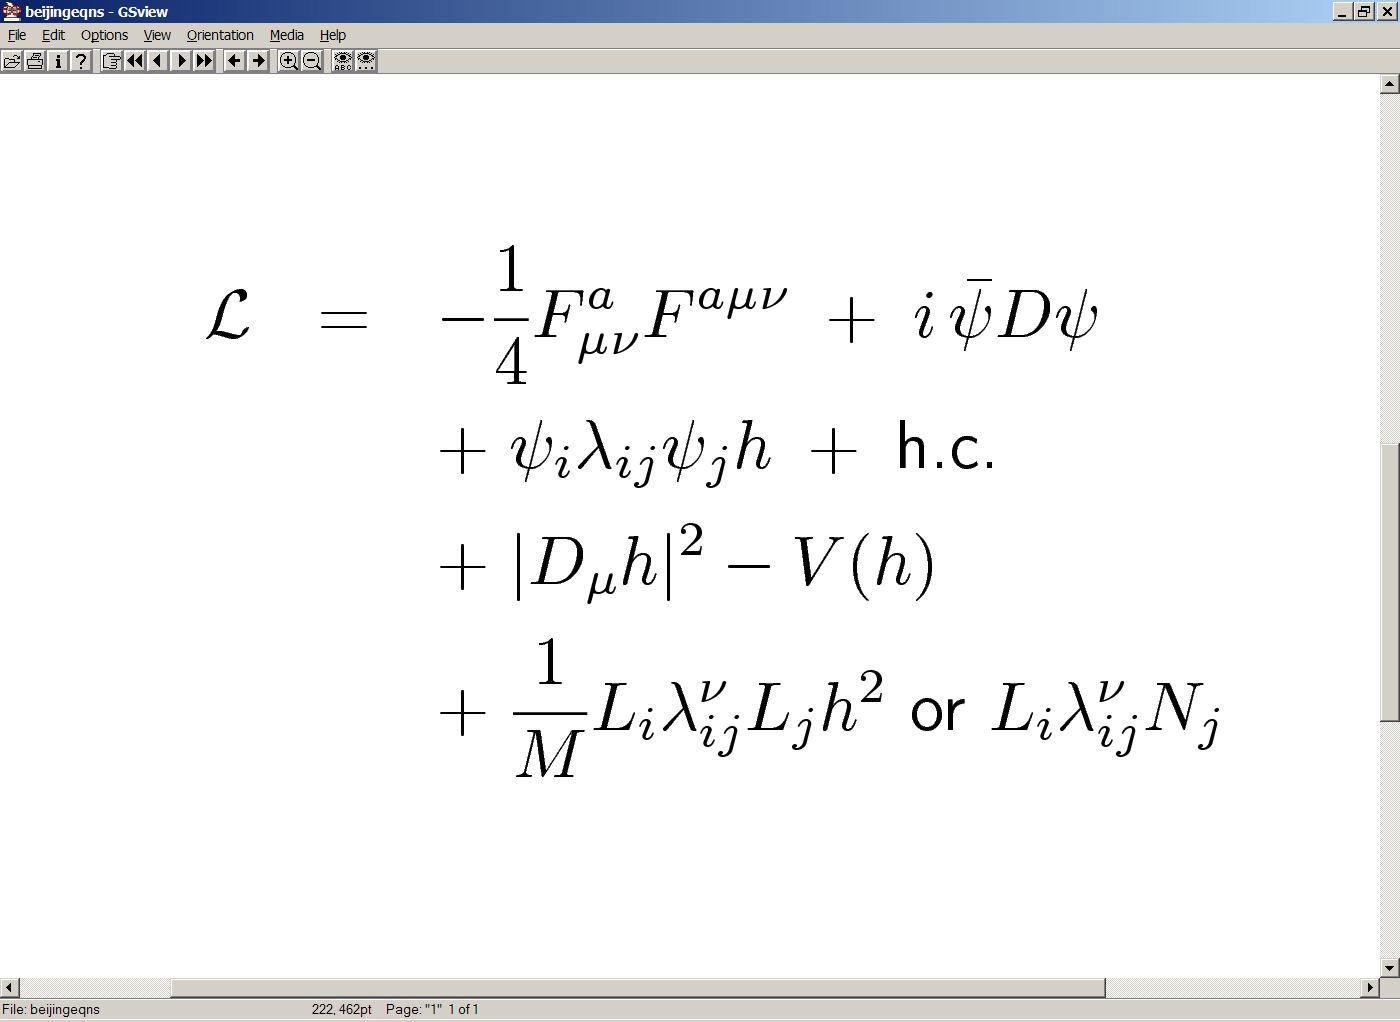 beijingeqns - GSview
File Edit Options View Orientation Media Help
ℒ = −1/4 F^a_{μν} F^{aμν} + i ψ̄ D ψ
+ ψ_i λ_{ij} ψ_j h + h.c.
+ |D_μ h|² − V(h)
+ 1/M L_i λ^ν_{ij} L_j h² or L_i λ^ν_{ij} N_j
File: beijingeqns 222, 462pt Page: "1" 1 of 1